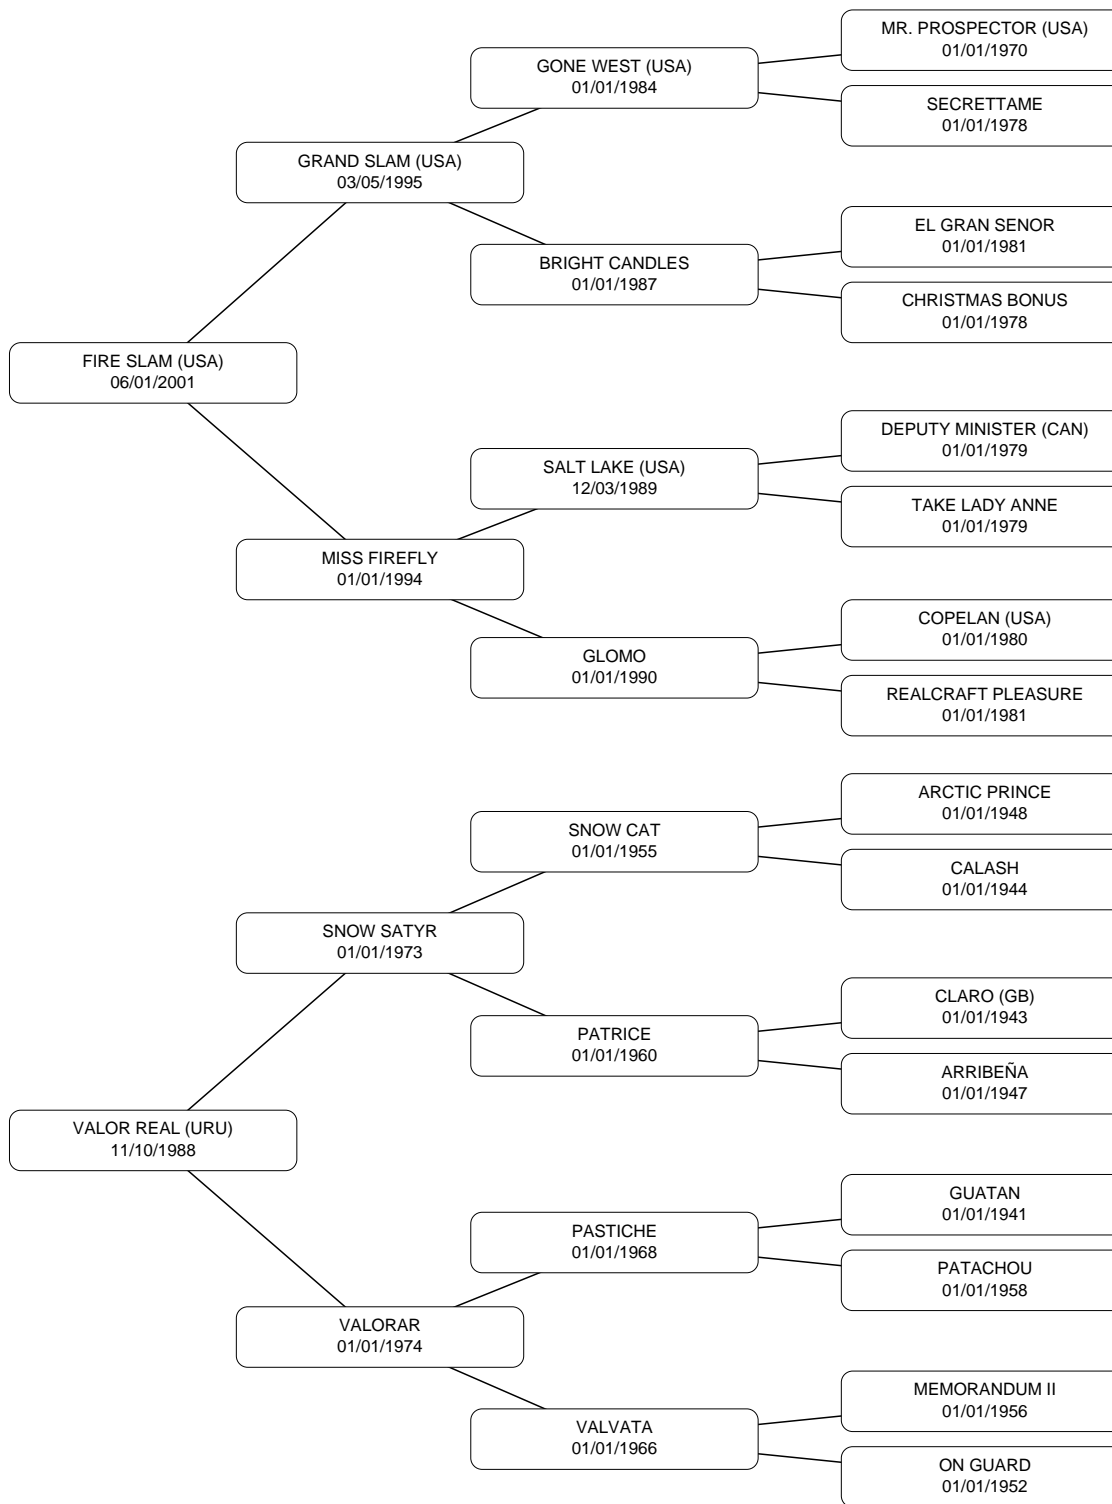 MR. PROSPECTOR (USA)
01/01/1970
GONE WEST (USA)
01/01/1984
SECRETTAME
01/01/1978
GRAND SLAM (USA)
03/05/1995
EL GRAN SENOR
01/01/1981
BRIGHT CANDLES
01/01/1987
CHRISTMAS BONUS
01/01/1978
FIRE SLAM (USA)
06/01/2001
DEPUTY MINISTER (CAN)
01/01/1979
SALT LAKE (USA)
12/03/1989
TAKE LADY ANNE
01/01/1979
MISS FIREFLY
01/01/1994
COPELAN (USA)
01/01/1980
GLOMO
01/01/1990
REALCRAFT PLEASURE
01/01/1981
ARCTIC PRINCE
01/01/1948
SNOW CAT
01/01/1955
CALASH
01/01/1944
SNOW SATYR
01/01/1973
CLARO (GB)
01/01/1943
PATRICE
01/01/1960
ARRIBEÑA
01/01/1947
VALOR REAL (URU)
11/10/1988
GUATAN
01/01/1941
PASTICHE
01/01/1968
PATACHOU
01/01/1958
VALORAR
01/01/1974
MEMORANDUM II
01/01/1956
VALVATA
01/01/1966
ON GUARD
01/01/1952